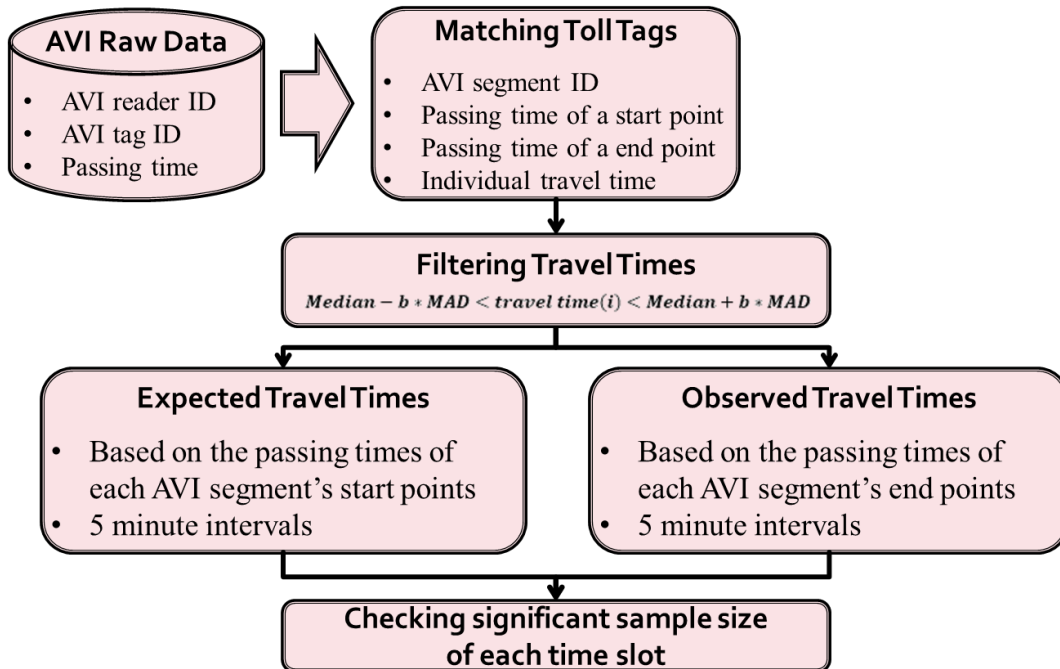 AVI Raw Data
• AVI reader ID
• AVI tag ID
• Passing time
Matching Toll Tags
• AVI segment ID
• Passing time of a start point
• Passing time of a end point
• Individual travel time
Filtering Travel Times
Median − b * MAD < travel time(i) < Median + b * MAD
Expected Travel Times
• Based on the passing times of
each AVI segment's start points
• 5 minute intervals
Observed Travel Times
• Based on the passing times of
each AVI segment's end points
• 5 minute intervals
Checking significant sample size
of each time slot